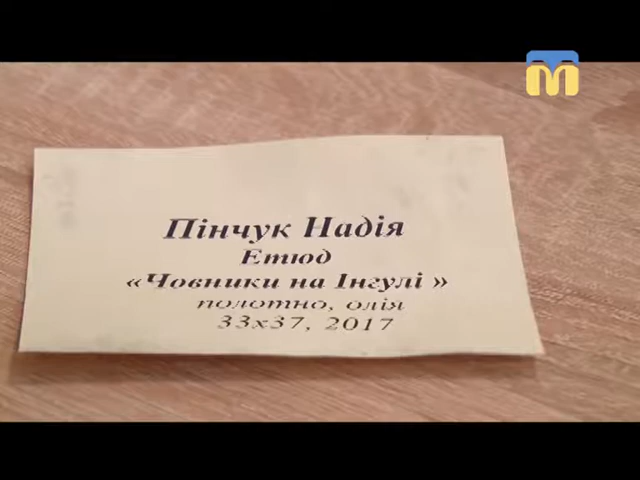 m
Пінчук Надія
Етюд
«Човники на Інгулі »
полотно, олія
33х37, 2017